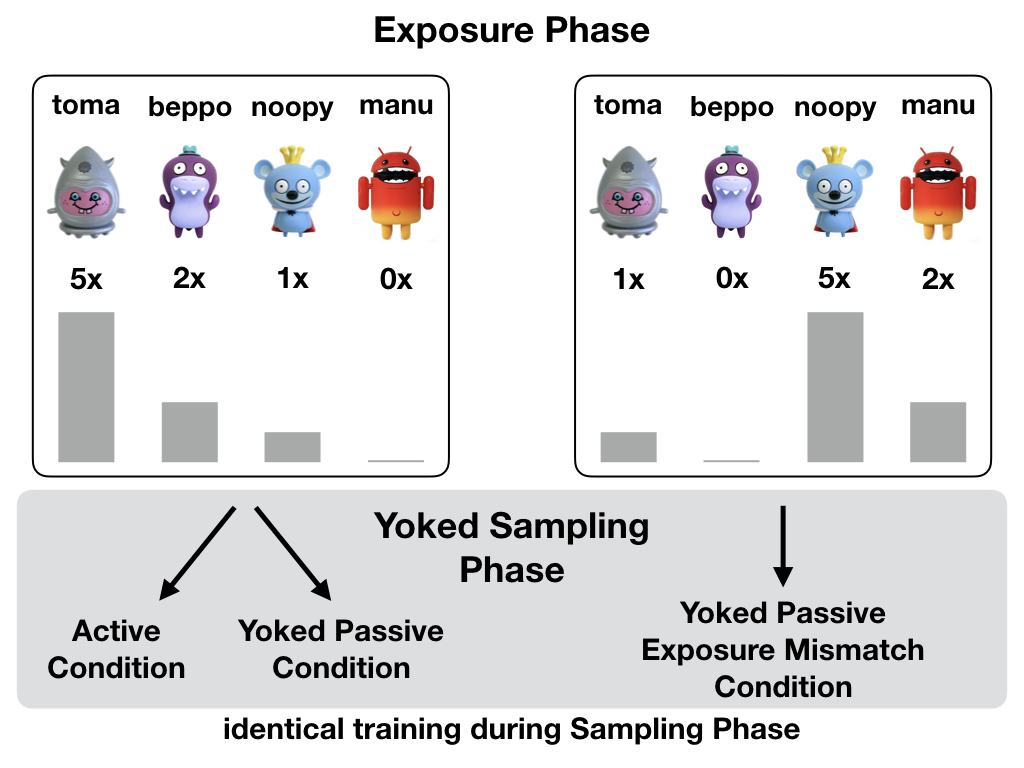 Exposure Phase
toma beppo noopy manu
5x 2x 1x 0x
toma beppo noopy manu
1x 0x 5x 2x
Yoked Sampling
Phase
Active
Condition
Yoked Passive
Condition
Yoked Passive
Exposure Mismatch
Condition
identical training during Sampling Phase